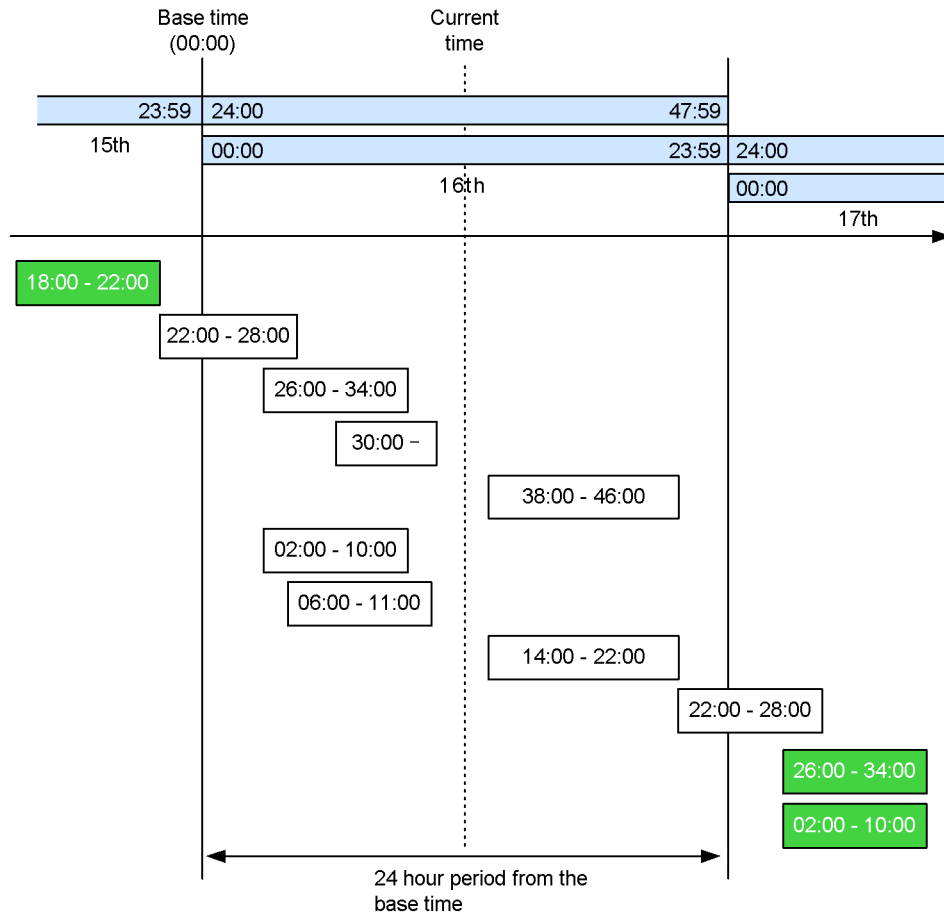 Base time
(00:00)
Current
time
23:59
24:00
47:59
15th
00:00
23:59
24:00
16th
00:00
17th
18:00 - 22:00
22:00 - 28:00
26:00 - 34:00
30:00 -
38:00 - 46:00
02:00 - 10:00
06:00 - 11:00
14:00 - 22:00
22:00 - 28:00
26:00 - 34:00
02:00 - 10:00
24 hour period from the
base time